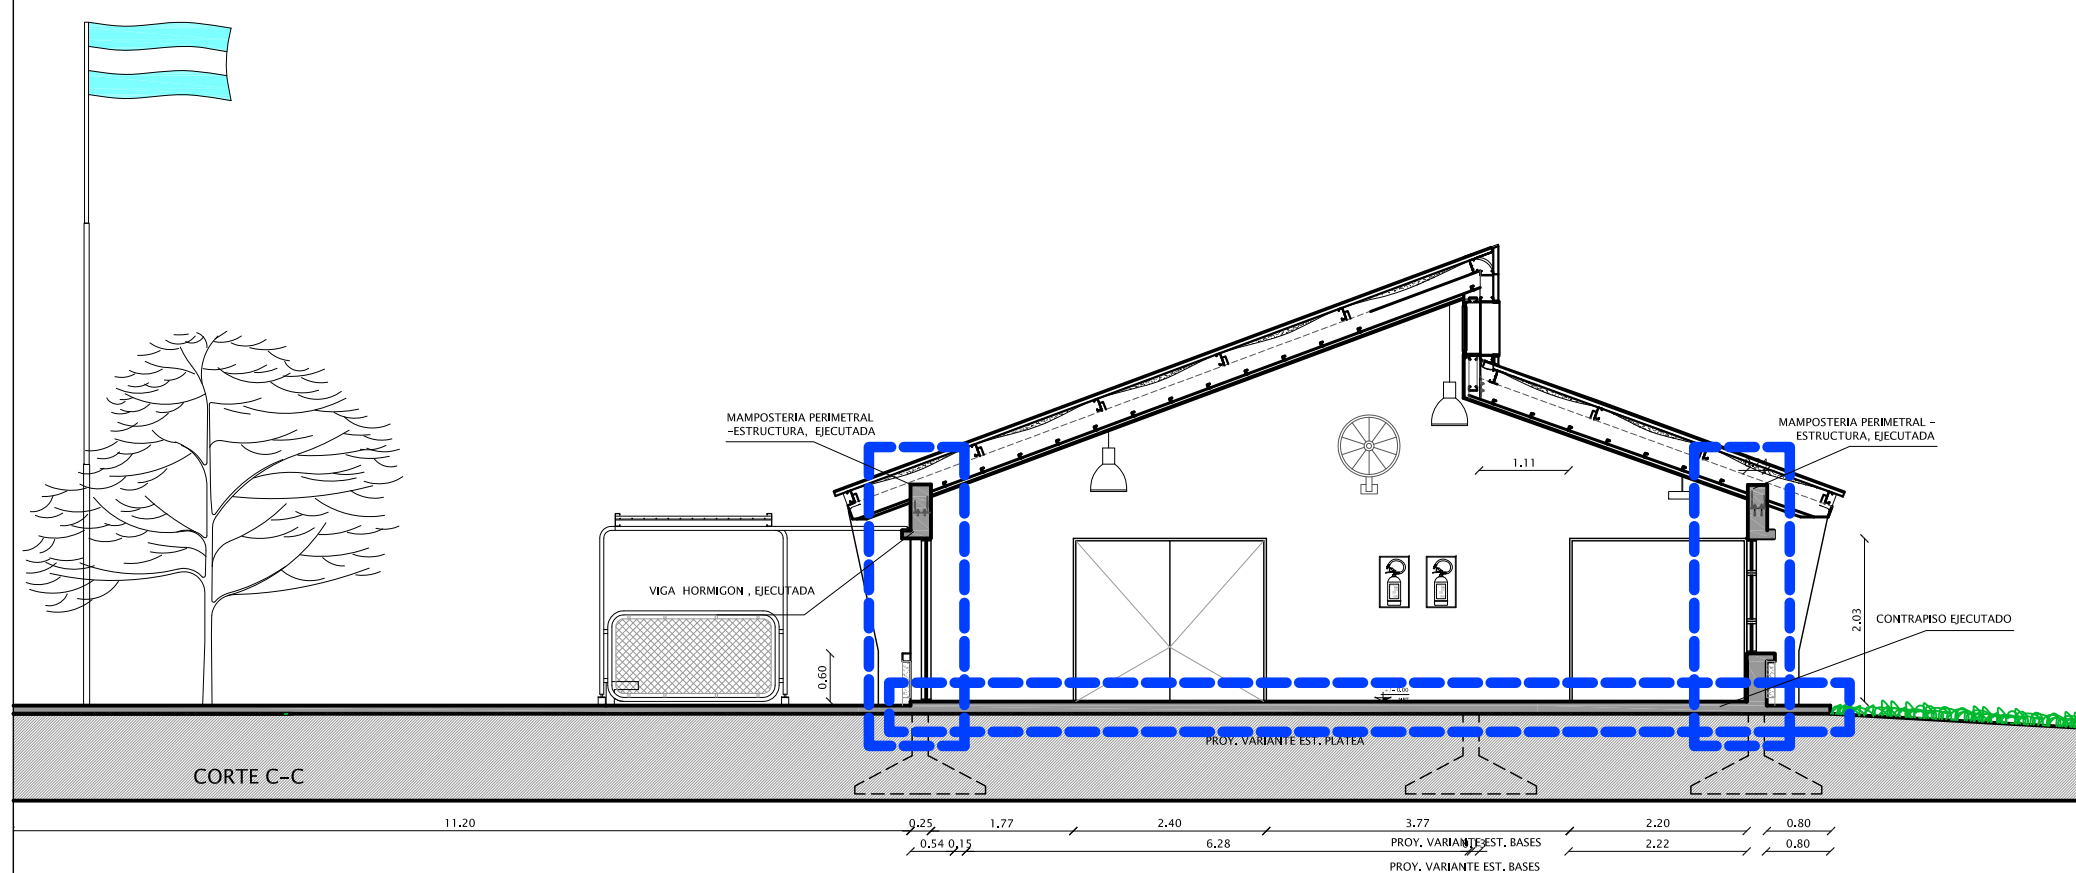 MAMPOSTERIA PERIMETRAL
-ESTRUCTURA, EJECUTADA
MAMPOSTERIA PERIMETRAL -
ESTRUCTURA, EJECUTADA
1.11
VIGA HORMIGON , EJECUTADA
0.60
2.03
CONTRAPISO EJECUTADO
PROY. VARIANTE EST. PLATEA
CORTE C-C
11.20 0.25 1.77 2.40 3.77 2.20 0.80
0.54 0.15 6.28 PROY. VARIANTE EST. BASES 2.22 0.80
PROY. VARIANTE EST. BASES